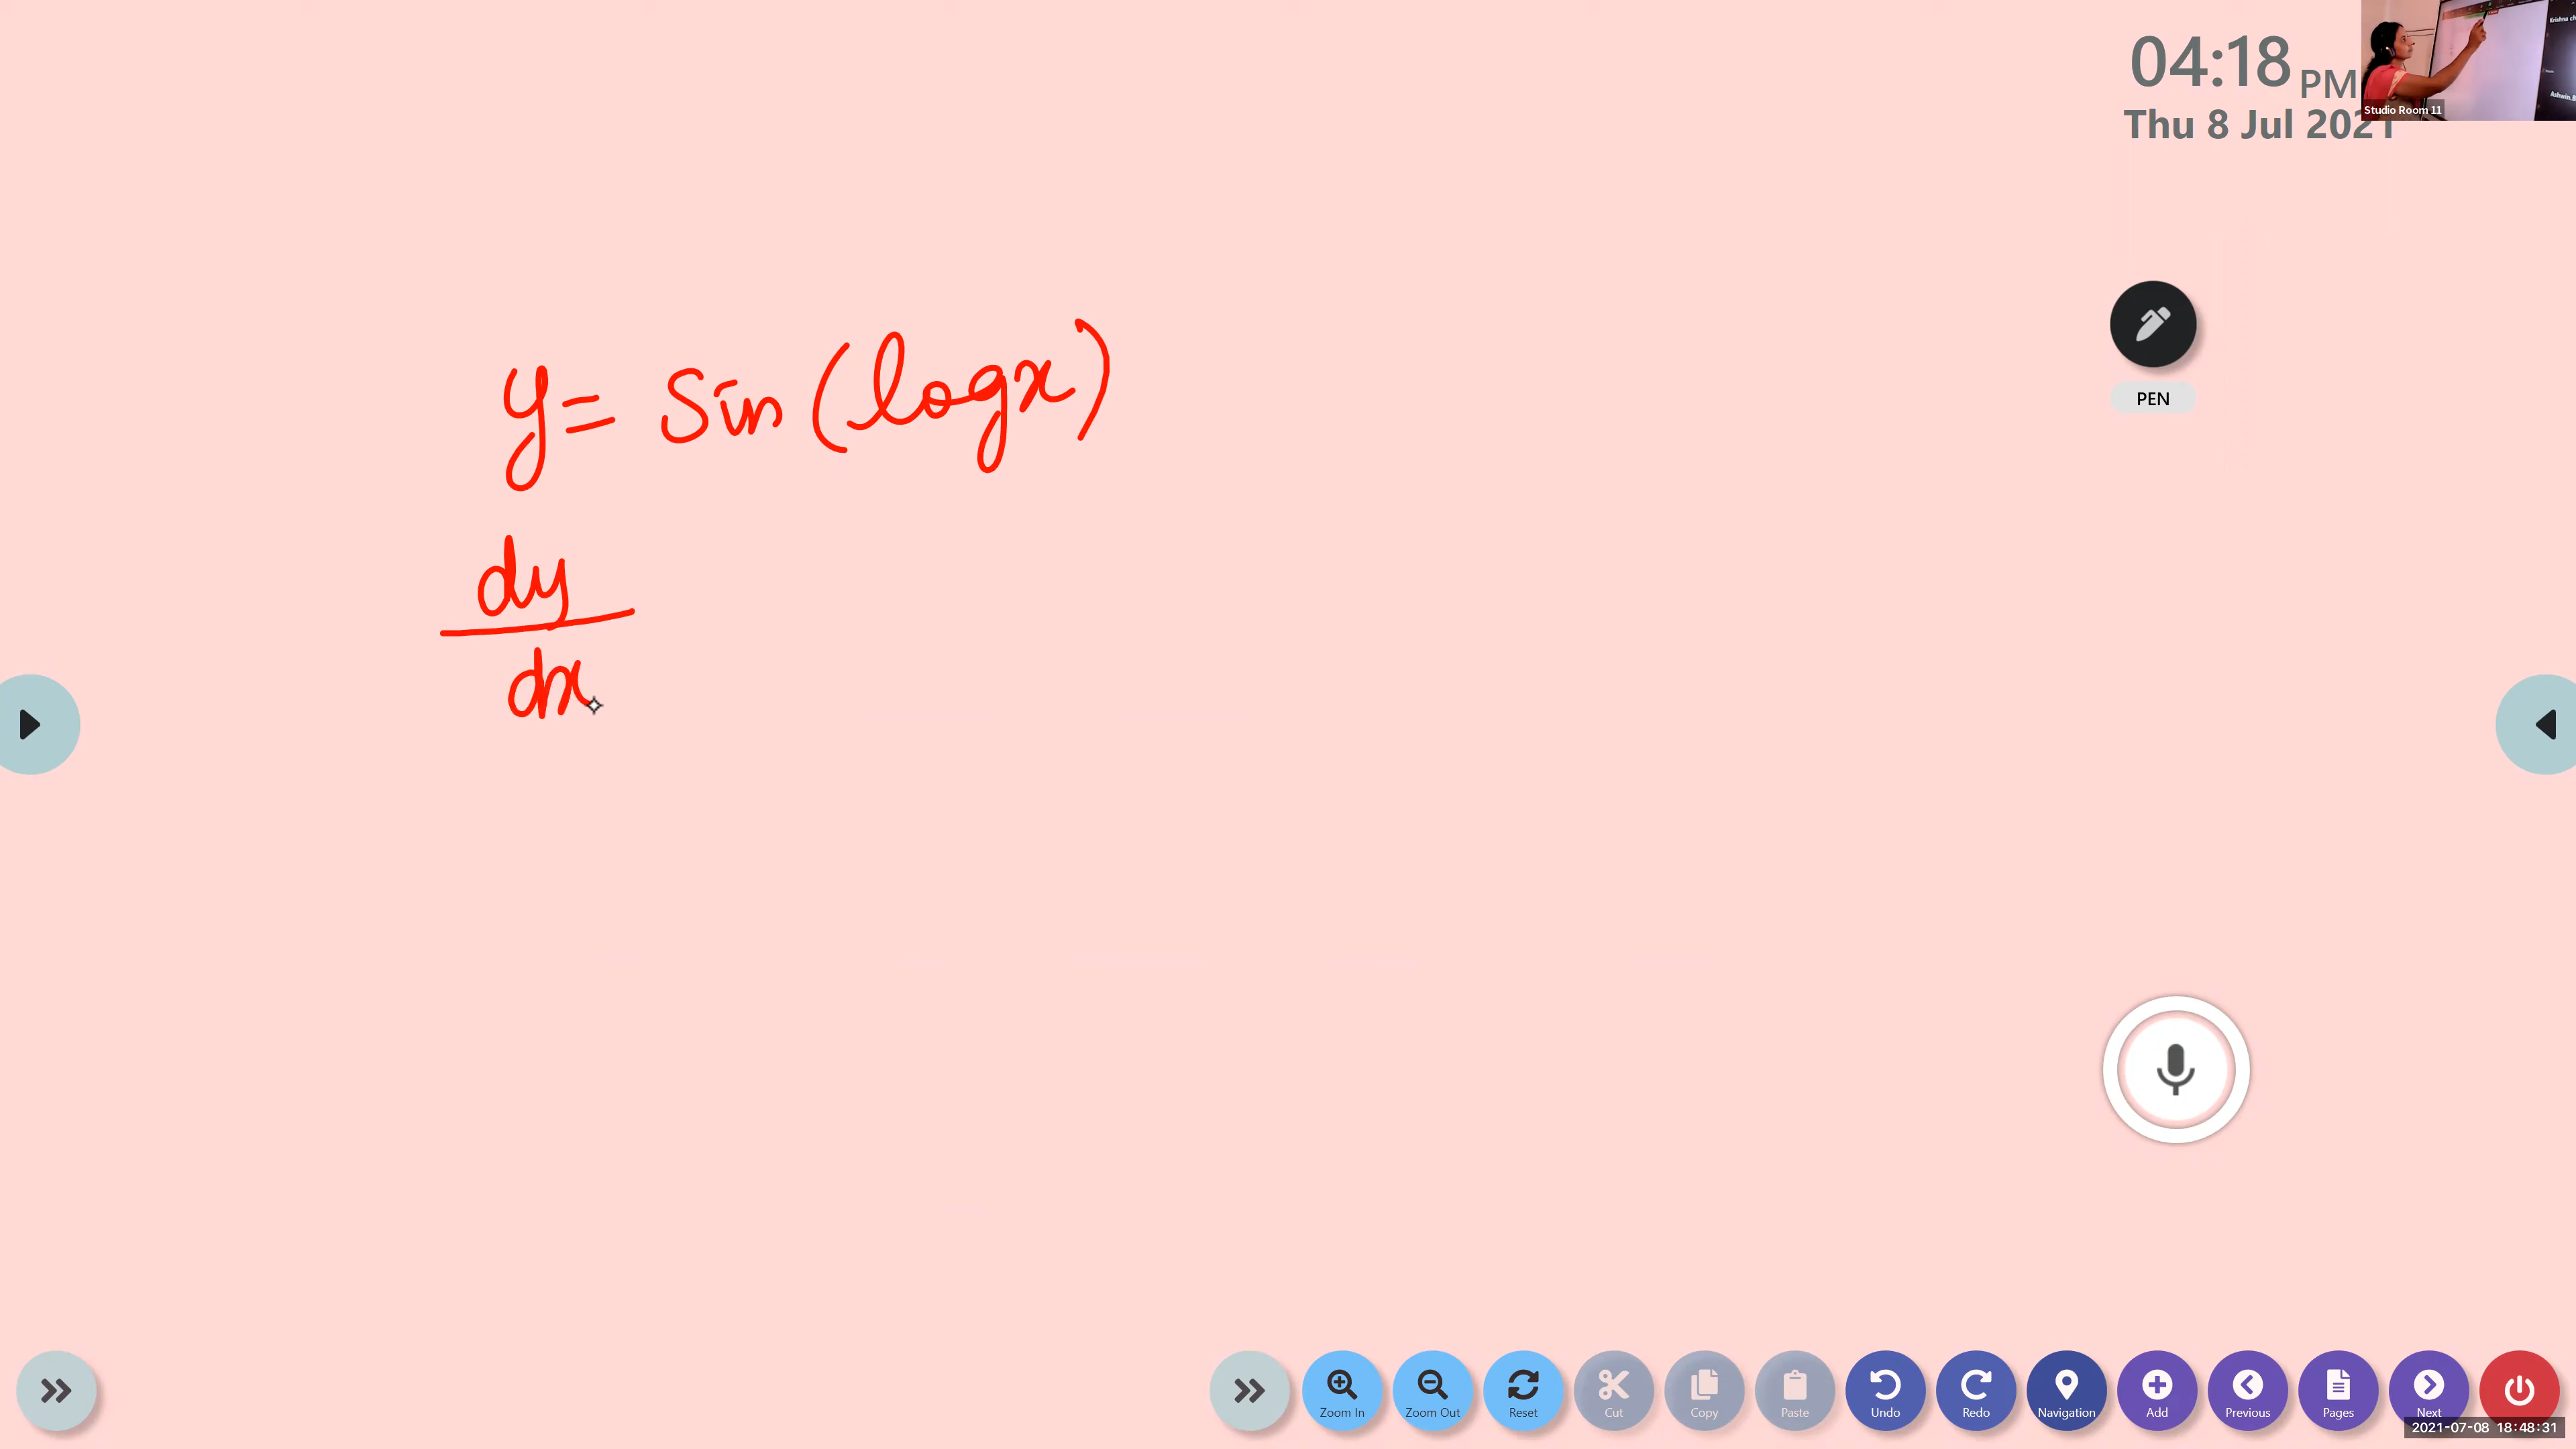 04:18 PM
Thu 8 Jul 2021
Studio Room 11
y = Sin (log x)
PEN
dy
dx
Zoom In
Zoom Out
Reset
Cut
Copy
Paste
Undo
Redo
Navigation
Add
Previous
Pages
Next
2021-07-08 18:48:31